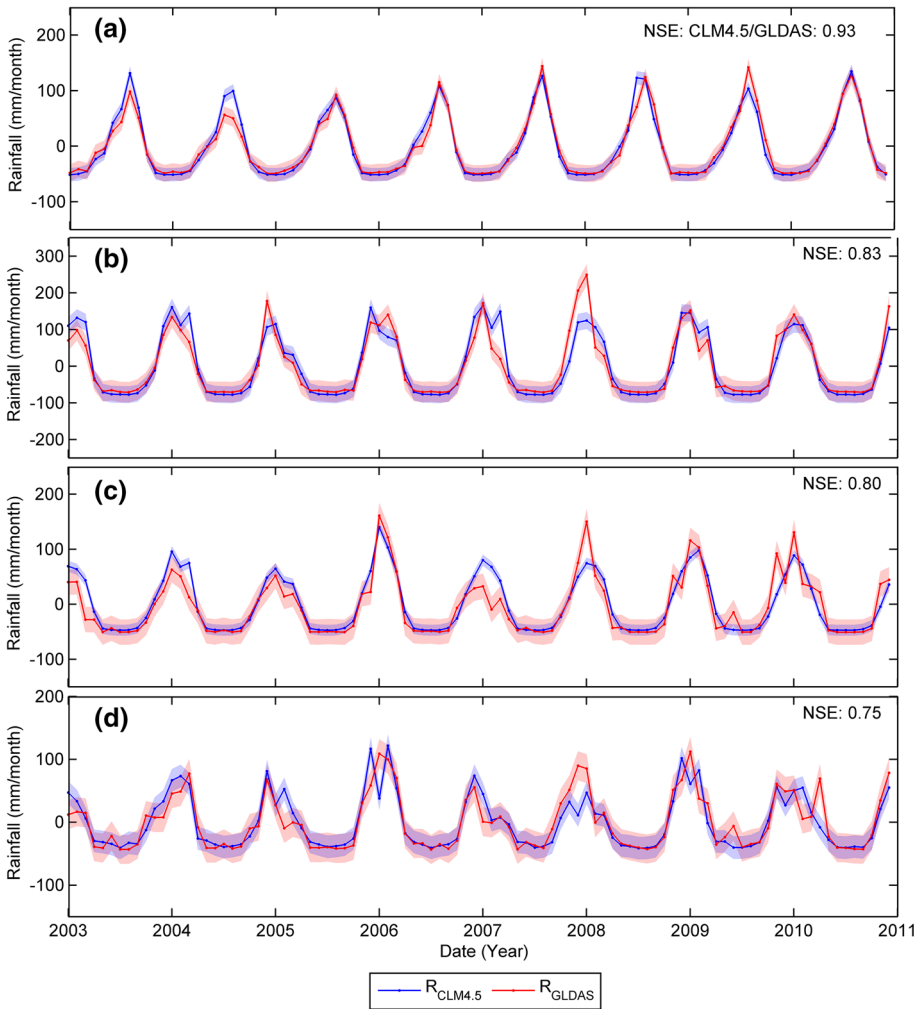 (a)
NSE: CLM4.5/GLDAS: 0.93
Rainfall (mm/month)
200
100
0
-100
(b)
NSE: 0.83
Rainfall (mm/month)
300
200
100
0
-100
-200
(c)
NSE: 0.80
Rainfall (mm/month)
200
100
0
-100
(d)
NSE: 0.75
Rainfall (mm/month)
200
100
0
-100
2003 2004 2005 2006 2007 2008 2009 2010 2011
Date (Year)
R_CLM4.5 R_GLDAS